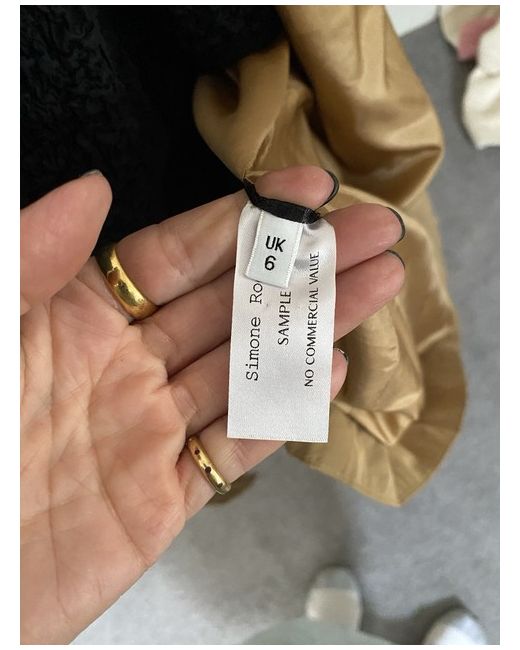 UK
6
Simone Ro
SAMPLE
NO COMMERCIAL VALUE